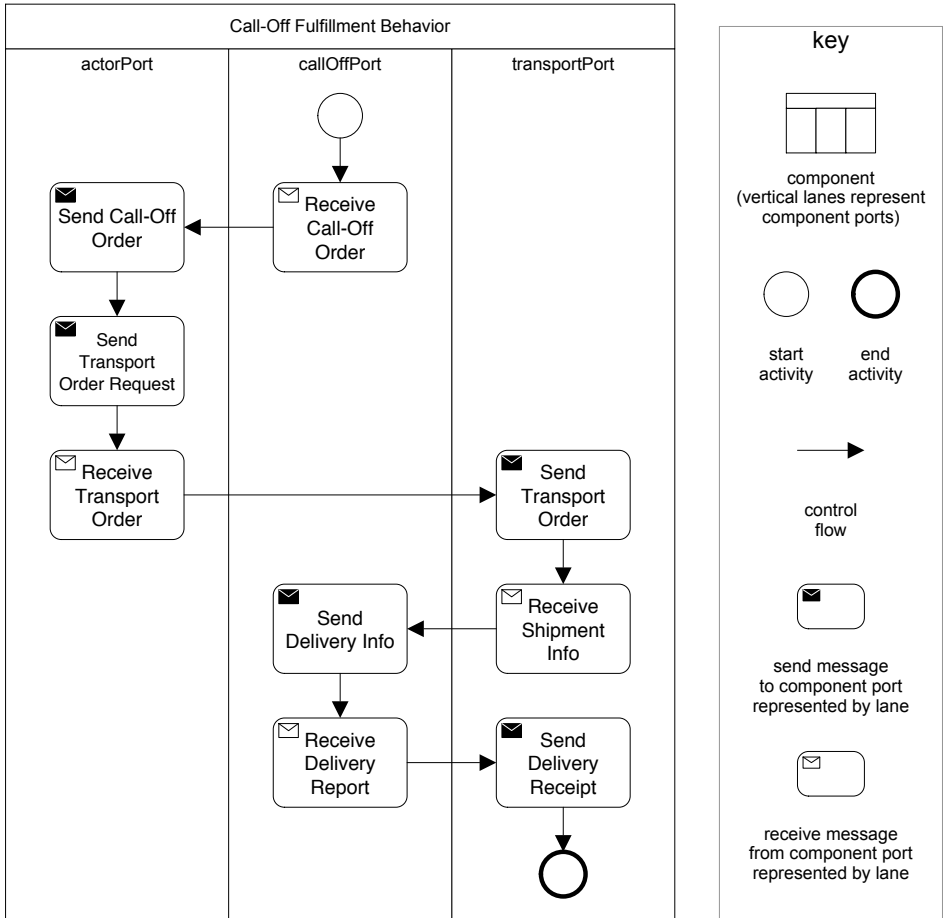 Call-Off Fulfillment Behavior
actorPort
callOffPort
transportPort
Receive
Call-Off
Order
Send Call-Off
Order
Send
Transport
Order Request
Receive
Transport
Order
Send
Transport
Order
Receive
Shipment
Info
Send
Delivery Info
Receive
Delivery
Report
Send
Delivery
Receipt
key
component
(vertical lanes represent
component ports)
start
activity
end
activity
control
flow
send message
to component port
represented by lane
receive message
from component port
represented by lane